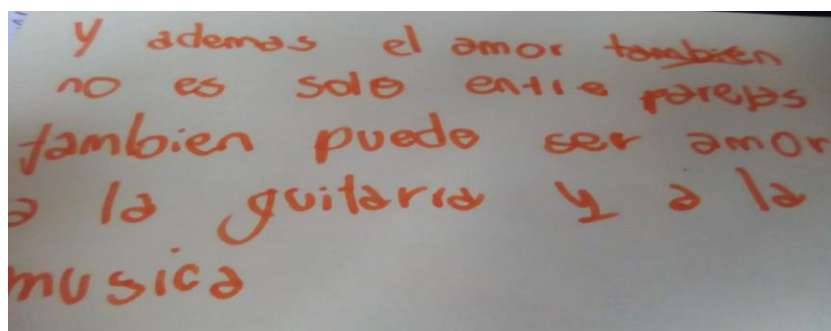 y ademas el amor tambien
no es solo entre parejas
tambien puede ser amor
a la guitarra y a la
musica